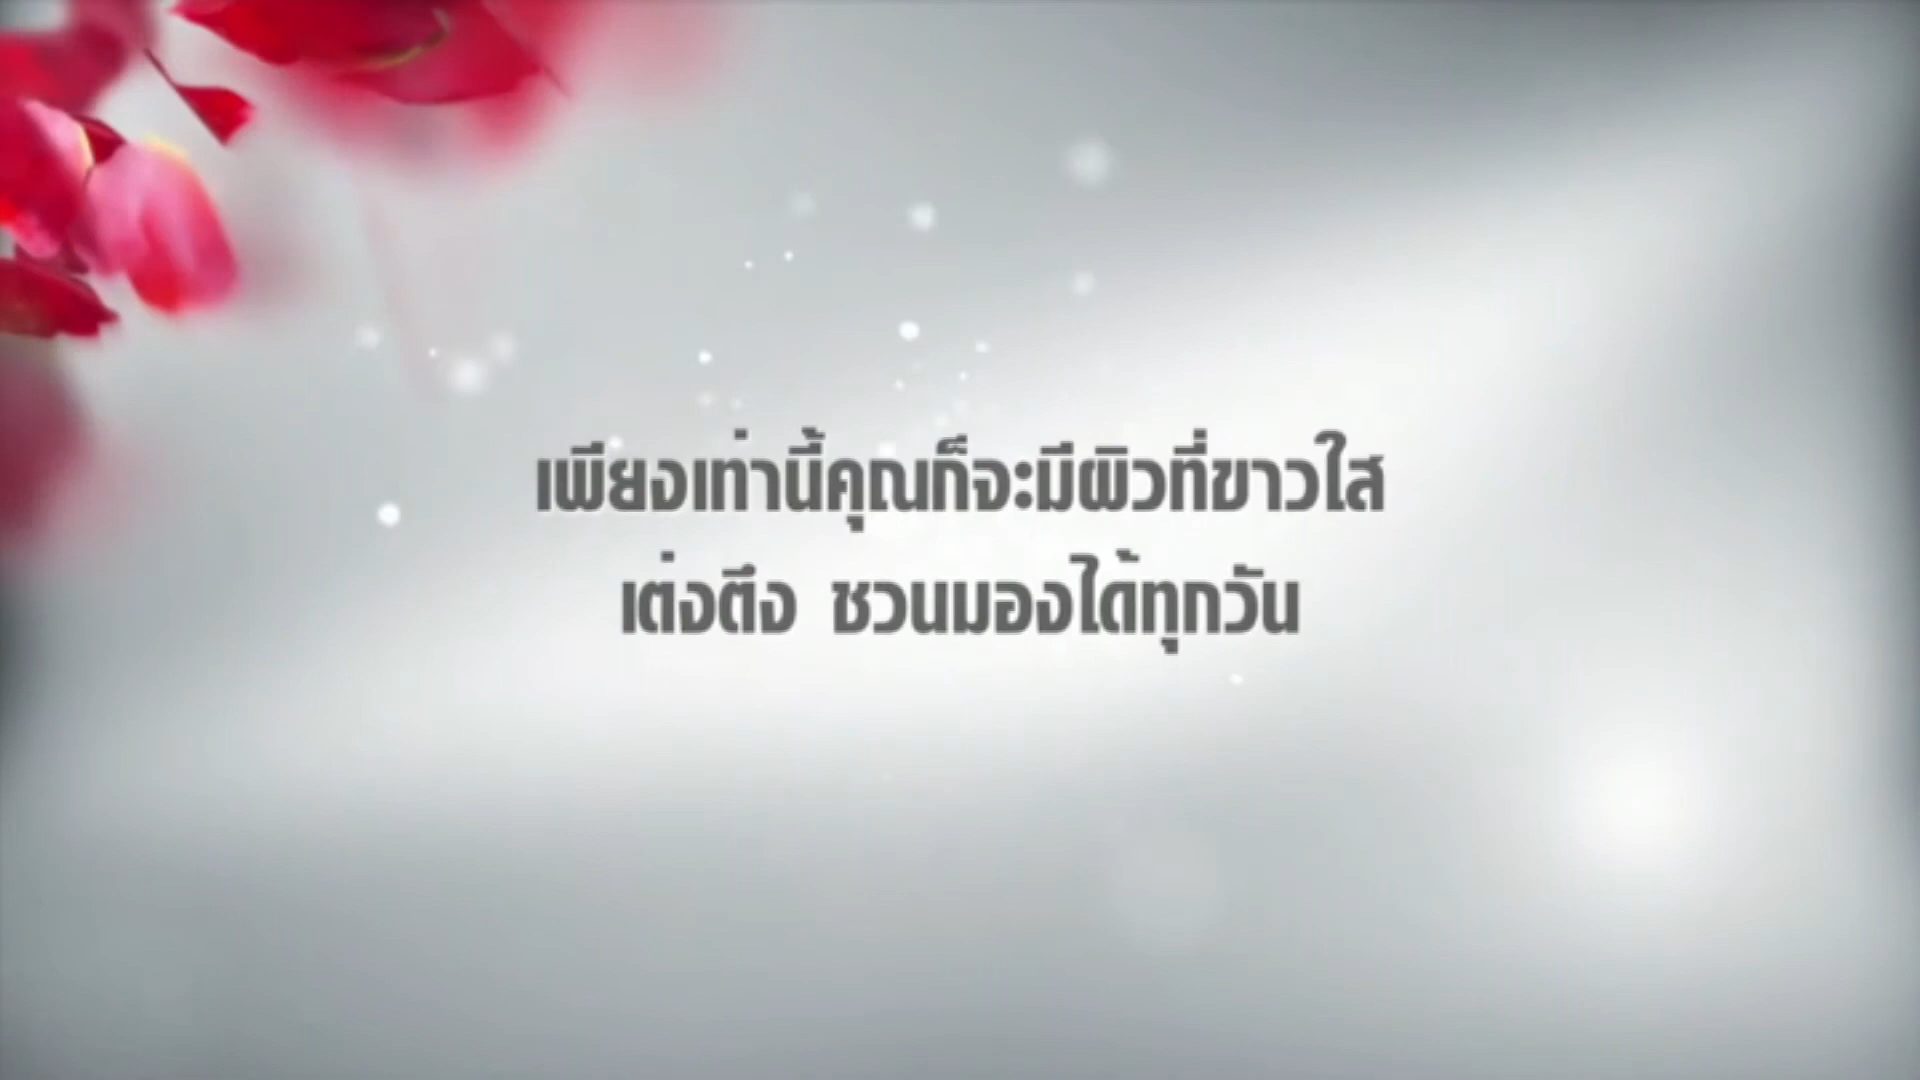 เพียงเท่านี้คุณก็จะมีผิวที่ขาวใส
เต่งตึง ชวนมองได้ทุกวัน